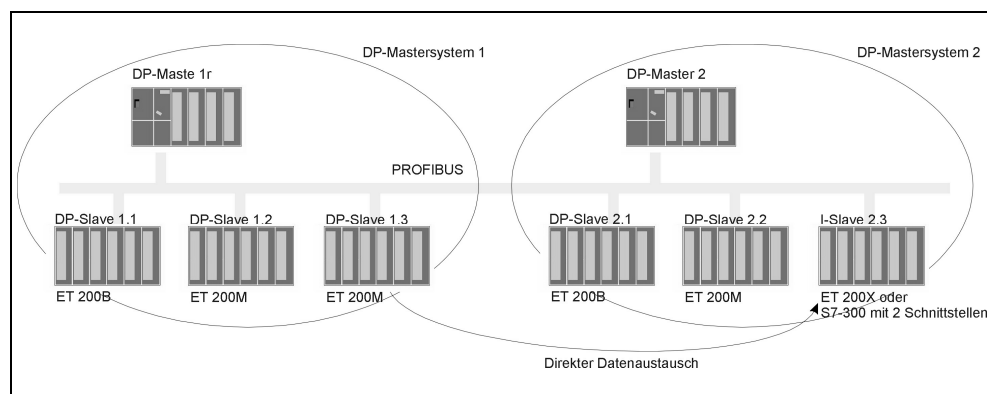 DP-Mastersystem 1
DP-Mastersystem 2
DP-Maste 1r
DP-Master 2
PROFIBUS
DP-Slave 1.1
DP-Slave 1.2
DP-Slave 1.3
DP-Slave 2.1
DP-Slave 2.2
I-Slave 2.3
ET 200B
ET 200M
ET 200M
ET 200B
ET 200M
ET 200X oder
S7-300 mit 2 Schnittstellen
Direkter Datenaustausch